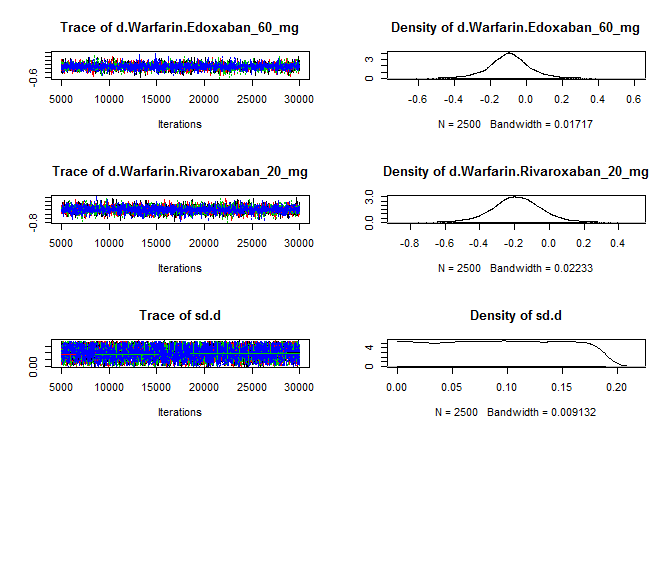 Trace of d.Warfarin.Edoxaban_60_mg
-0.6
5000 10000 15000 20000 25000 30000
Iterations
Density of d.Warfarin.Edoxaban_60_mg
0 3
-0.6 -0.4 -0.2 0.0 0.2 0.4 0.6
N = 2500 Bandwidth = 0.01717
Trace of d.Warfarin.Rivaroxaban_20_mg
-0.8
5000 10000 15000 20000 25000 30000
Iterations
Density of d.Warfarin.Rivaroxaban_20_mg
0.0 3.0
-0.8 -0.6 -0.4 -0.2 0.0 0.2 0.4
N = 2500 Bandwidth = 0.02233
Trace of sd.d
0.00
5000 10000 15000 20000 25000 30000
Iterations
Density of sd.d
0 4
0.00 0.05 0.10 0.15 0.20
N = 2500 Bandwidth = 0.009132